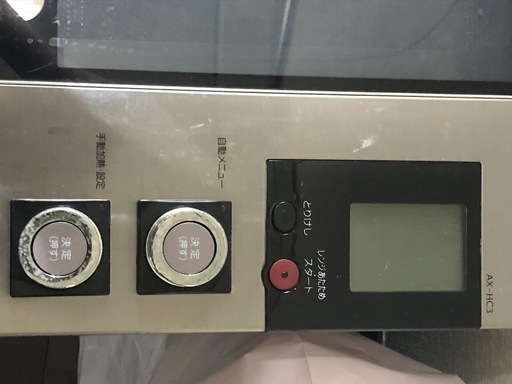 AX-HC3
とりけし
レンジあたため
スタート
自動メニュー
決定
(押す)
手動加熱・設定
決定
(押す)